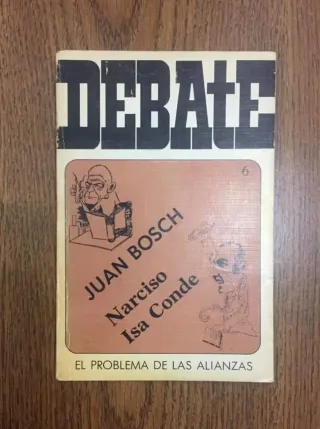 DEBAtE
6
JUAN BOSCH
Narciso
Isa Conde
EL PROBLEMA DE LAS ALIANZAS